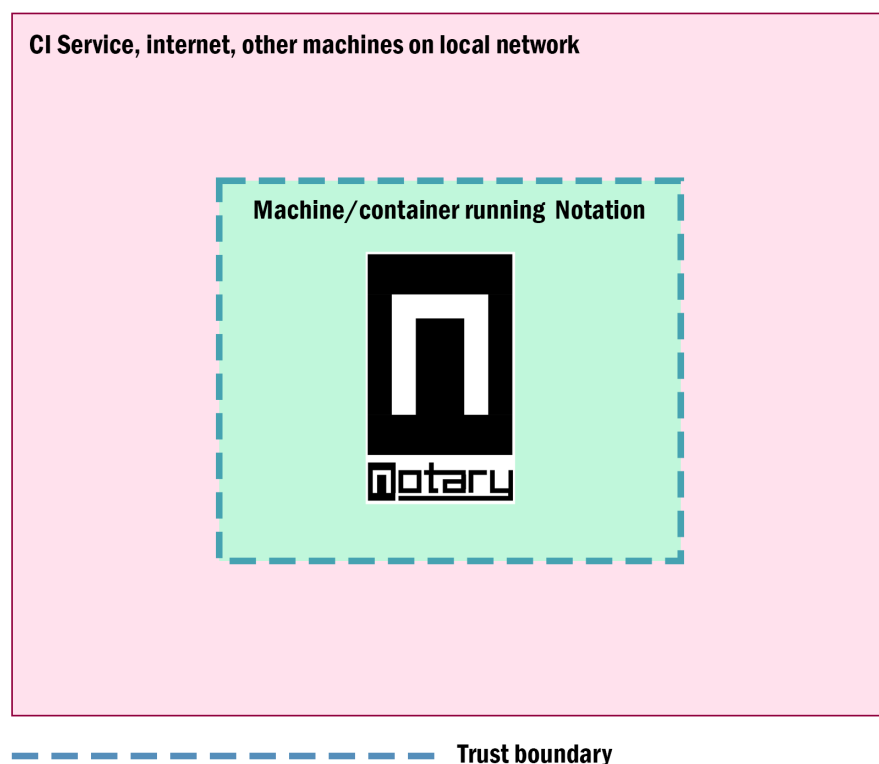 CI Service, internet, other machines on local network
Machine/container running Notation
notary
Trust boundary